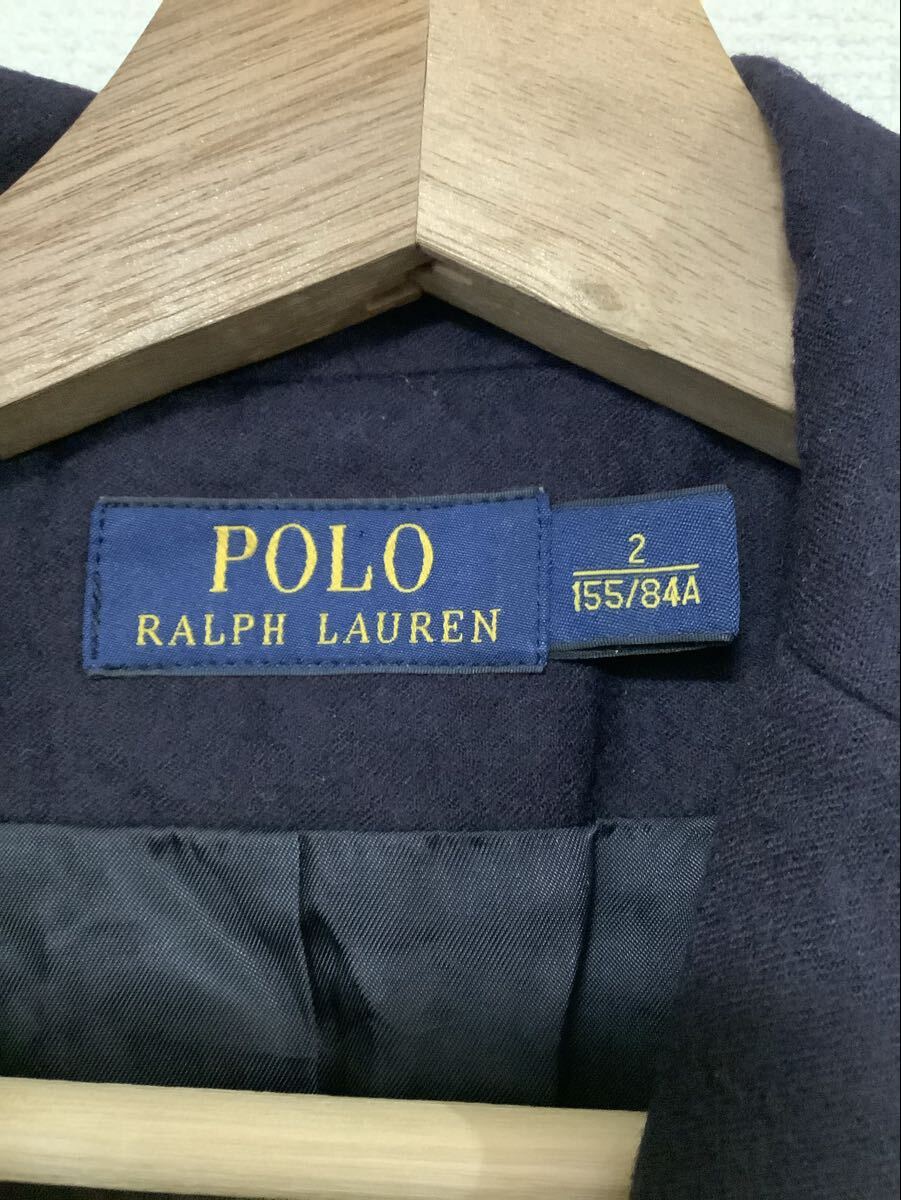 POLO
RALPH LAUREN
2
155/84A